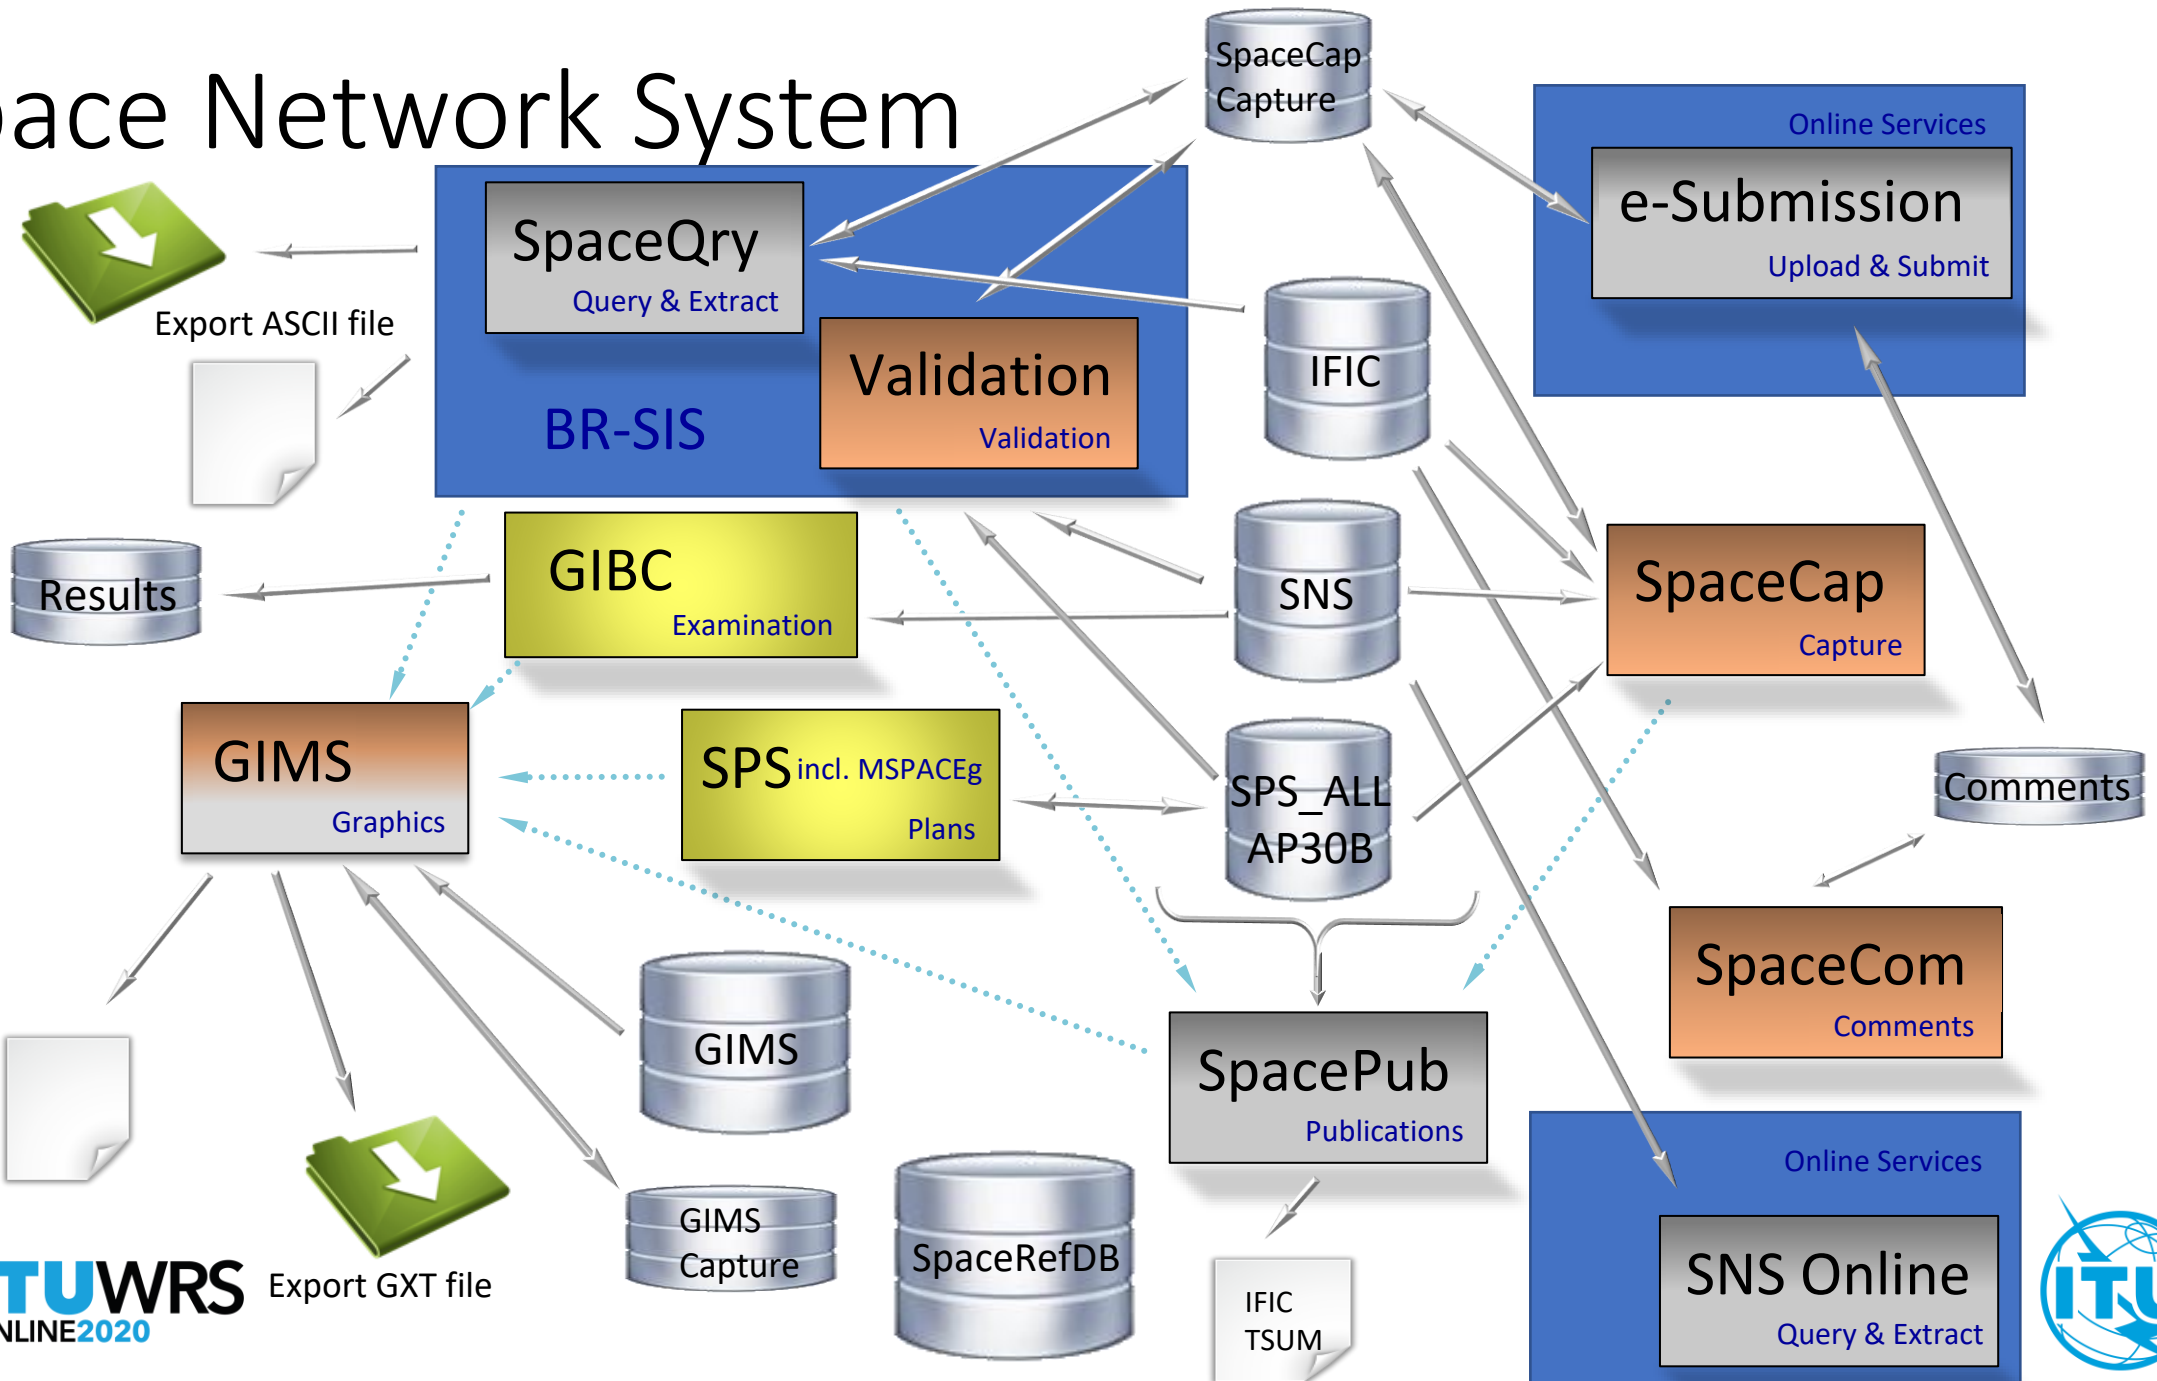 pace Network System
SpaceCap
Capture
Online Services
e-Submission
Upload & Submit
SpaceQry
Query & Extract
Export ASCII file
Validation
Validation
BR-SIS
IFIC
Results
GIBC
Examination
SNS
SpaceCap
Capture
GIMS
Graphics
SPS incl. MSPACEg
Plans
SPS_ALL
AP30B
Comments
SpaceCom
Comments
GIMS
SpacePub
Publications
Online Services
GIMS
Capture
SpaceRefDB
SNS Online
Query & Extract
IFIC
TSUM
Export GXT file
TUWRS
NLINE2020
ITU